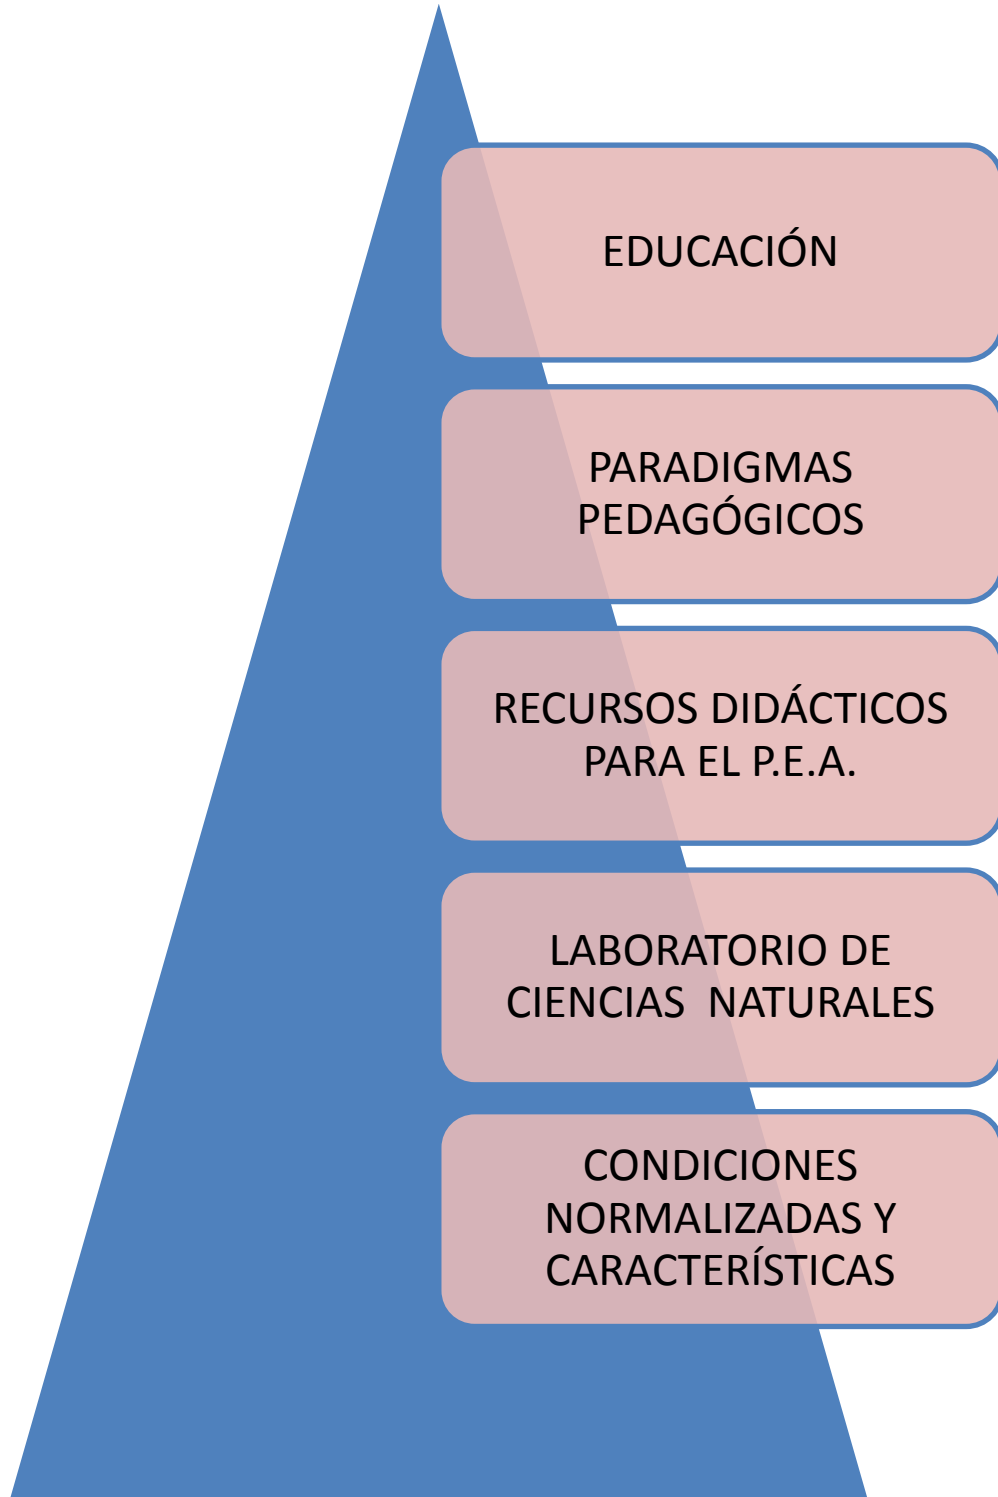 EDUCACIÓN
PARADIGMAS
PEDAGÓGICOS
RECURSOS DIDÁCTICOS
PARA EL P.E.A.
LABORATORIO DE
CIENCIAS  NATURALES
CONDICIONES
NORMALIZADAS Y
CARACTERÍSTICAS